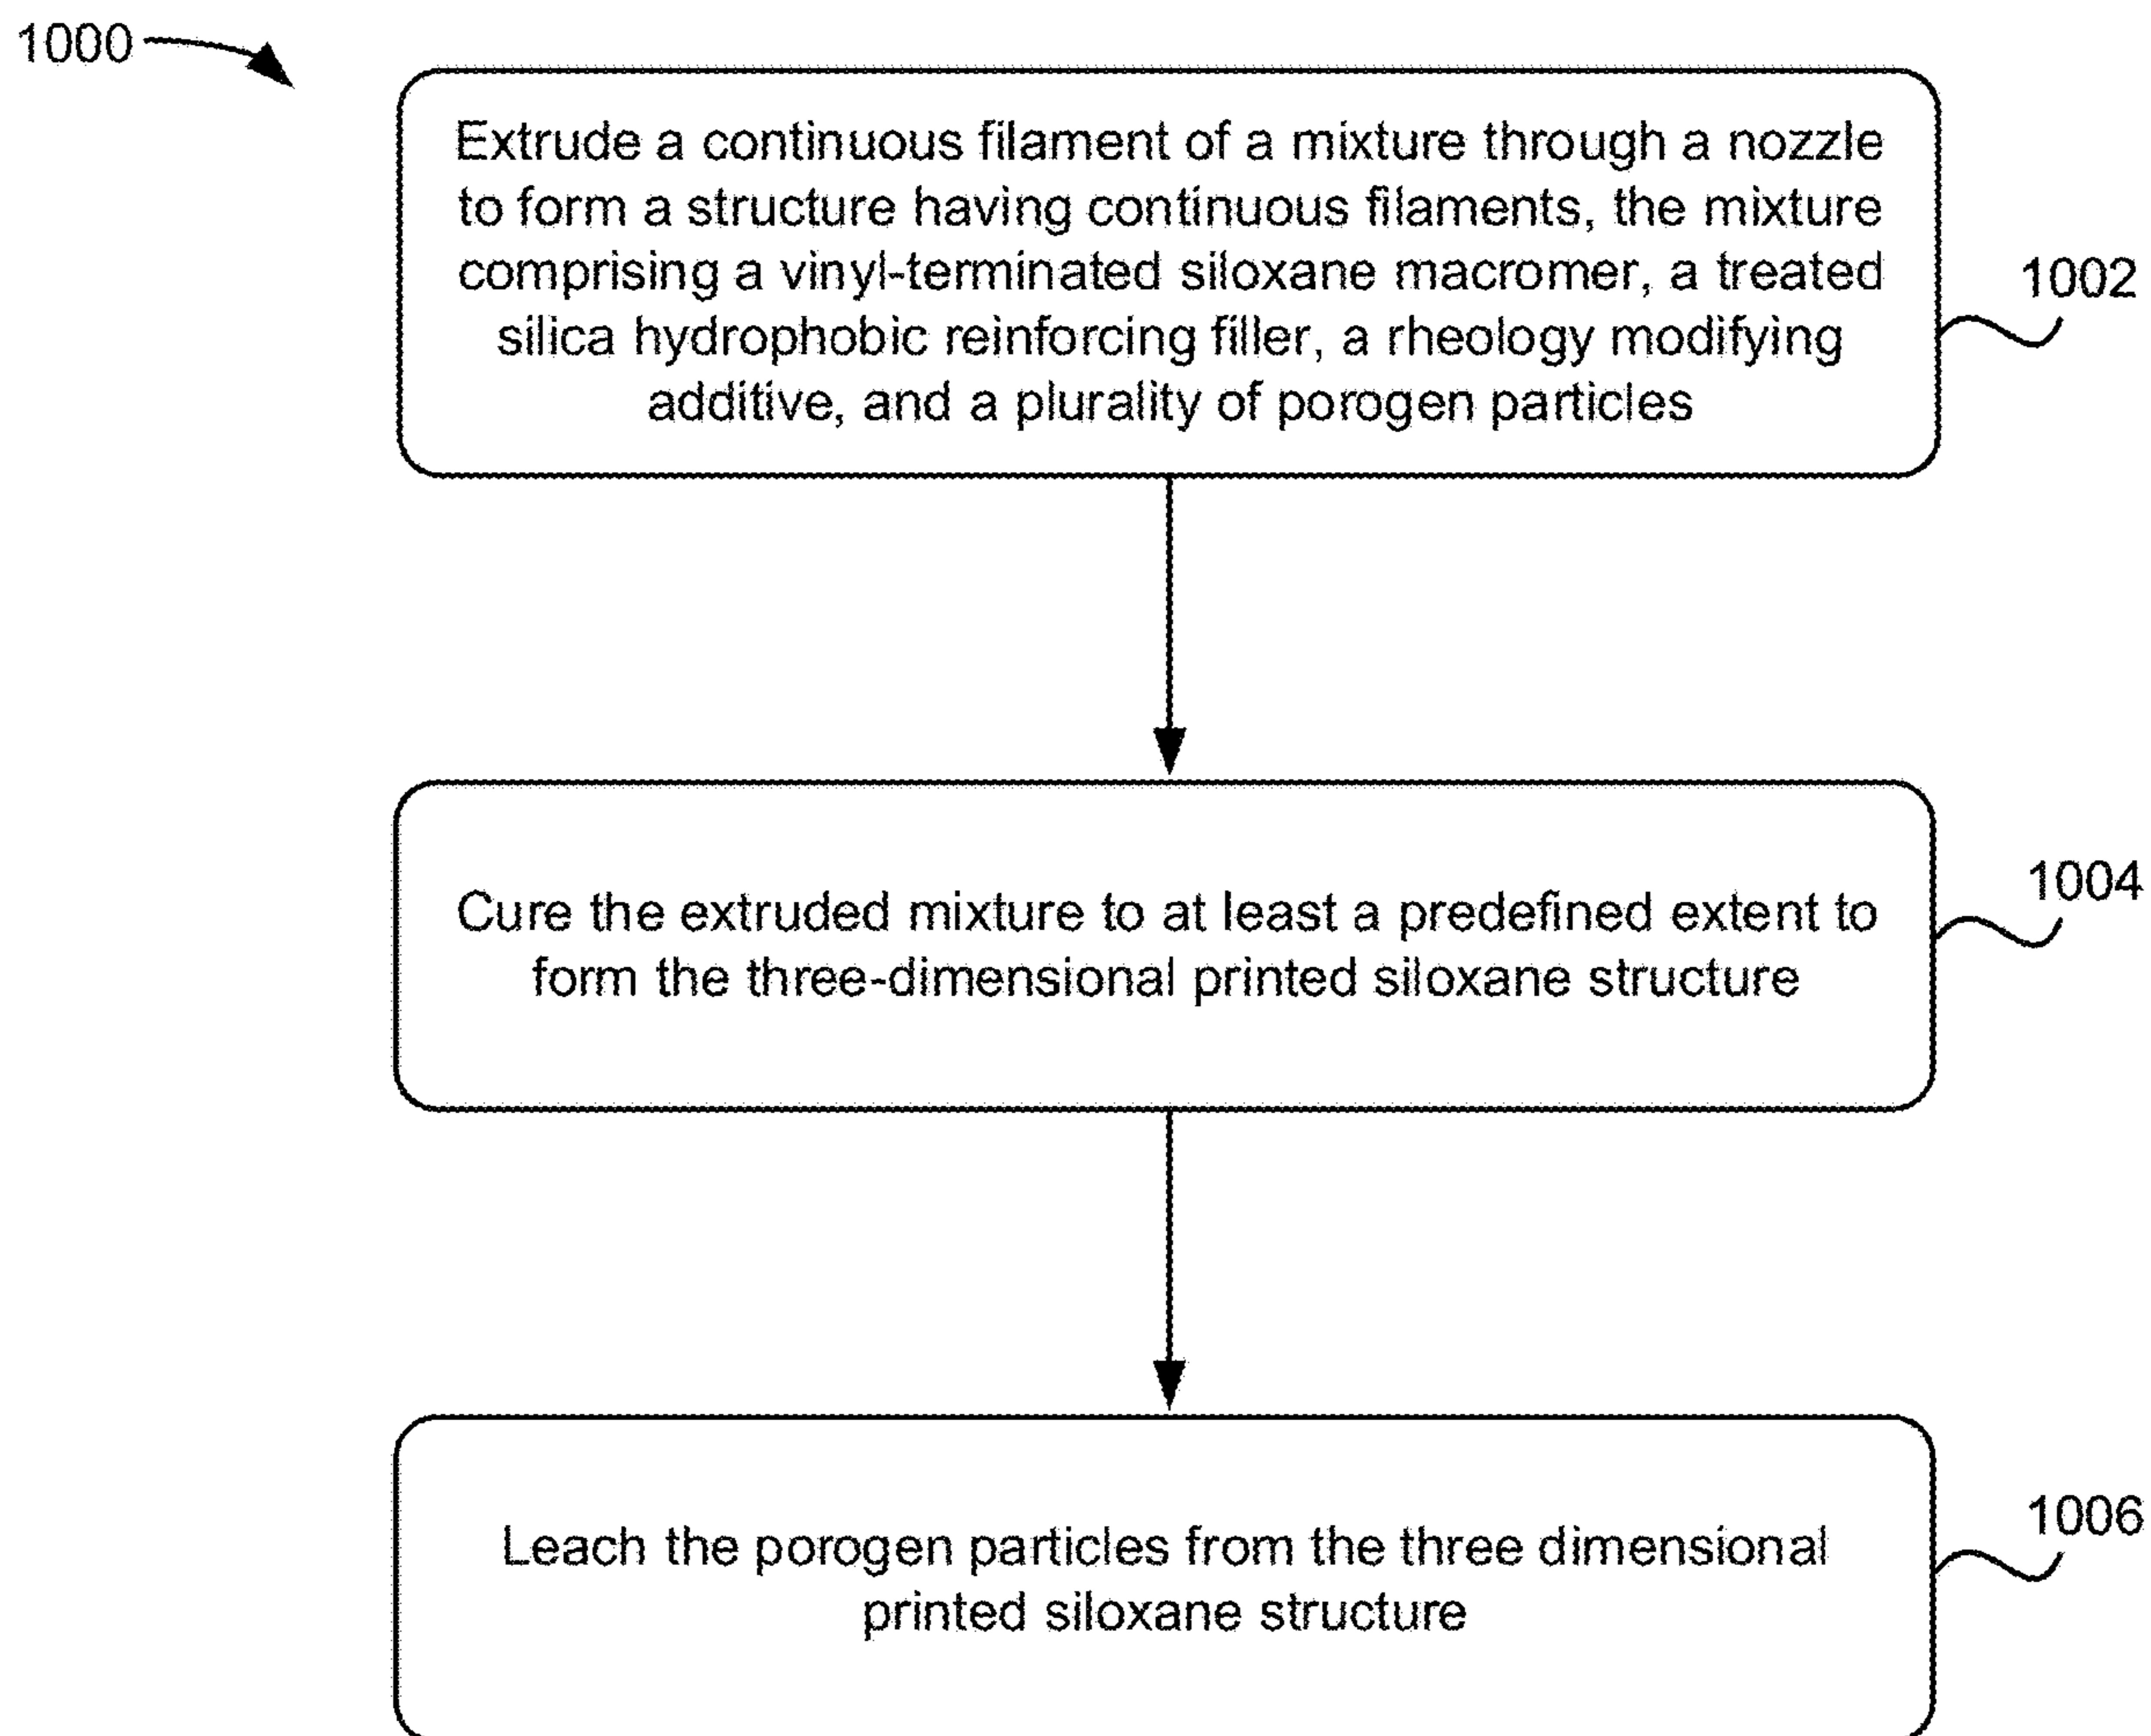 1000
Extrude a continuous filament of a mixture through a nozzle
to form a structure having continuous filaments, the mixture
comprising a vinyl-terminated siloxane macromer, a treated
silica hydrophobic reinforcing filler, a rheology modifying
additive, and a plurality of porogen particles
1002
Cure the extruded mixture to at least a predefined extent to
form the three-dimensional printed siloxane structure
1004
Leach the porogen particles from the three dimensional
printed siloxane structure
1006